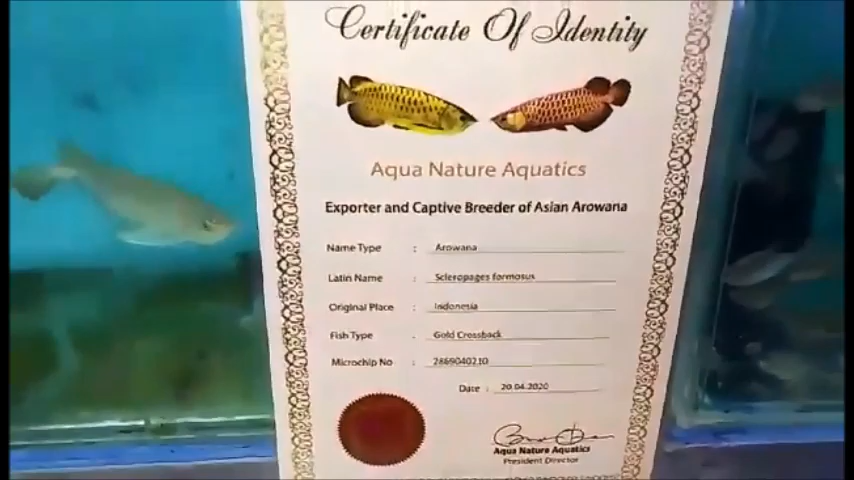 Certificate Of Identity
Aqua Nature Aquatics
Exporter and Captive Breeder of Asian Arowana
Name Type : Arowana
Latin Name : Scleropages formosus
Original Place : Indonesia
Fish Type : Gold Crossback
Microchip No : 2869040210
Date : 20.04.2020
Aqua Nature Aquatics
President Director